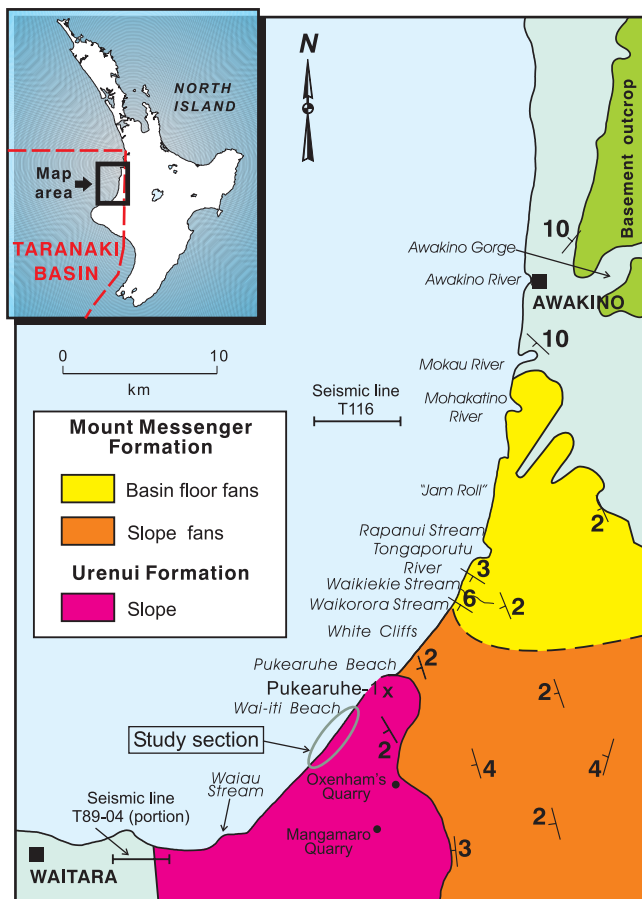 NORTH
ISLAND
Map
area
TARANAKI
BASIN
N
Basement outcrop
10
Awakino Gorge
Awakino River
AWAKINO
0
10
km
10
Mokau River
Seismic line
T116
Mohakatino
River
Mount Messenger
Formation
Basin floor fans
Slope fans
Urenui Formation
Slope
"Jam Roll"
2
Rapanui Stream
Tongaporutu
River
3
Waikiekie Stream
6
2
Waikorora Stream
White Cliffs
2
Pukearuhe Beach
Pukearuhe-1 x
2
Wai-iti Beach
Study section
2
4
4
Oxenham's
Quarry
Waiau
Stream
Seismic line
T89-04 (portion)
2
Mangamaro
Quarry
3
WAITARA